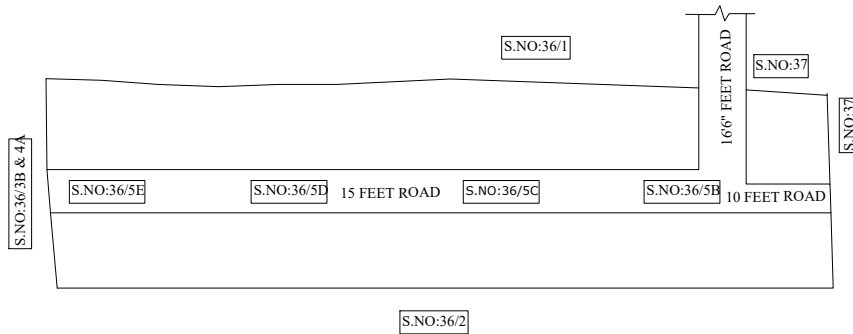 S.NO:36/1
16'6" FEET ROAD
S.NO:37
S.NO:37
S.NO:36/3B & 4A
S.NO:36/5E
S.NO:36/5D
15 FEET ROAD
S.NO:36/5C
S.NO:36/5B
10 FEET ROAD
S.NO:36/2